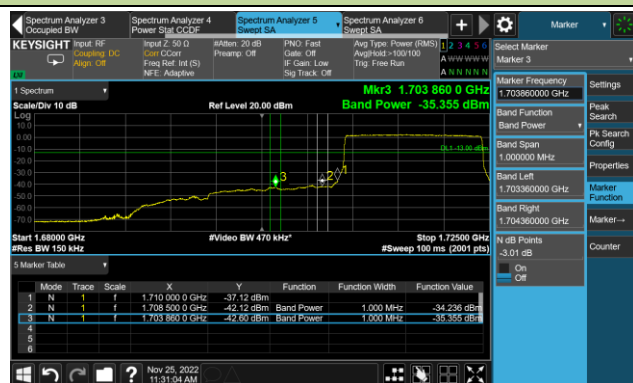 Spectrum Analyzer 3
Occupied BW
Spectrum Analyzer 4
Power Stat CCDF
Spectrum Analyzer 5
Swept SA
Spectrum Analyzer 6
Swept SA
+
Marker
KEYSIGHT
Input: RF
Coupling: DC
Align: Off
Input Z: 50 Ω
Corr CCorr
Freq Ref: Int (S)
NFE: Adaptive
#Atten: 20 dB
Preamp: Off
PNO: Fast
Gate: Off
IF Gain: Low
Sig Track: Off
Avg Type: Power (RMS)
Avg|Hold:>100/100
Trig: Free Run
1 2 3 4 5 6
A W W W W W
A N N N N N
LR
Select Marker
Marker 3
1 Spectrum
Mkr3 1.703 860 0 GHz
Scale/Div 10 dB
Ref Level 20.00 dBm
Band Power -35.355 dBm
Log
10.0
0.00
-10.0
-20.0
-30.0
-40.0
-50.0
-60.0
-70.0
DL1 -13.00 dBm
3
2
1
Start 1.68000 GHz
#Video BW 470 kHz*
Stop 1.72500 GHz
#Res BW 150 kHz
#Sweep 100 ms (2001 pts)
5 Marker Table
Mode Trace Scale X Y Function Function Width Function Value
1 N 1 f 1.710 000 0 GHz -37.12 dBm
2 N 1 f 1.708 500 0 GHz -42.12 dBm Band Power 1.000 MHz -34.236 dBm
3 N 1 f 1.703 860 0 GHz -42.60 dBm Band Power 1.000 MHz -35.355 dBm
4
5
6
Marker Frequency
1.703860000 GHz
Band Function
Band Power
Band Span
1.000000 MHz
Band Left
1.703360000 GHz
Band Right
1.704360000 GHz
N dB Points
-3.01 dB
On
Off
Settings
Peak
Search
Pk Search
Config
Properties
Marker
Function
Marker→
Counter
?
Nov 25, 2022
11:31:04 AM